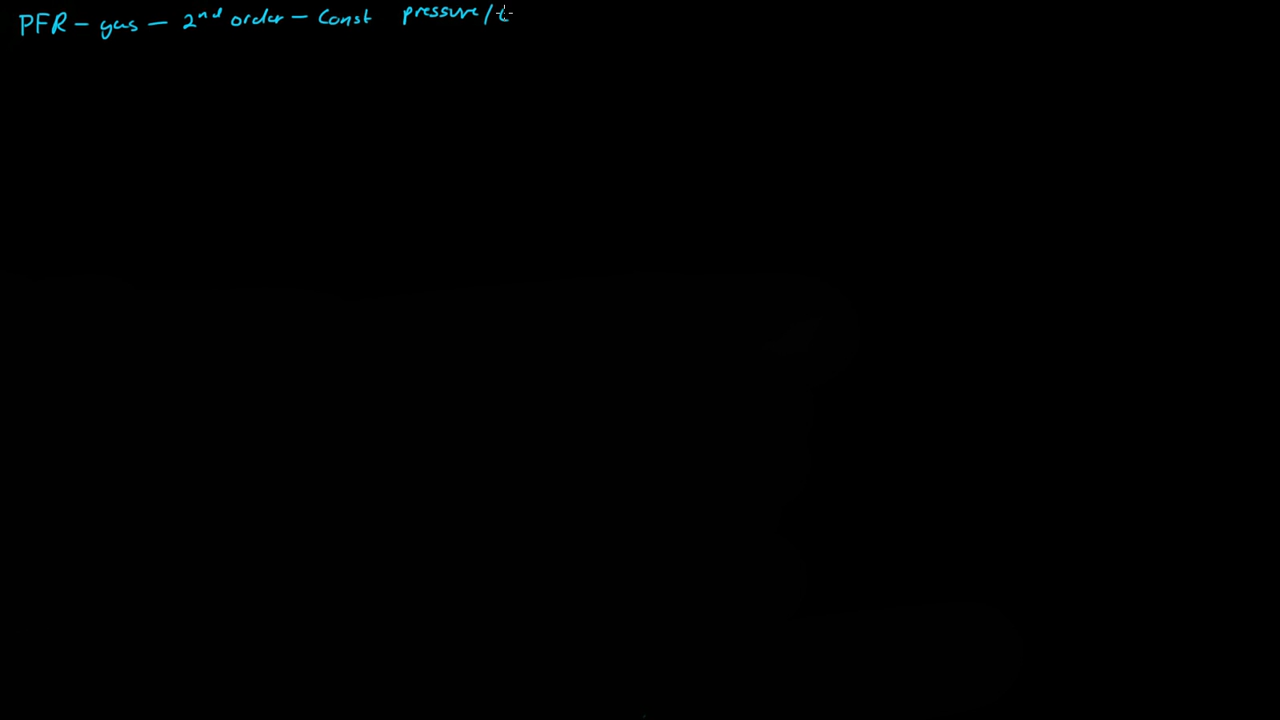 PFR - gas - 2nd order - Const pressure/t